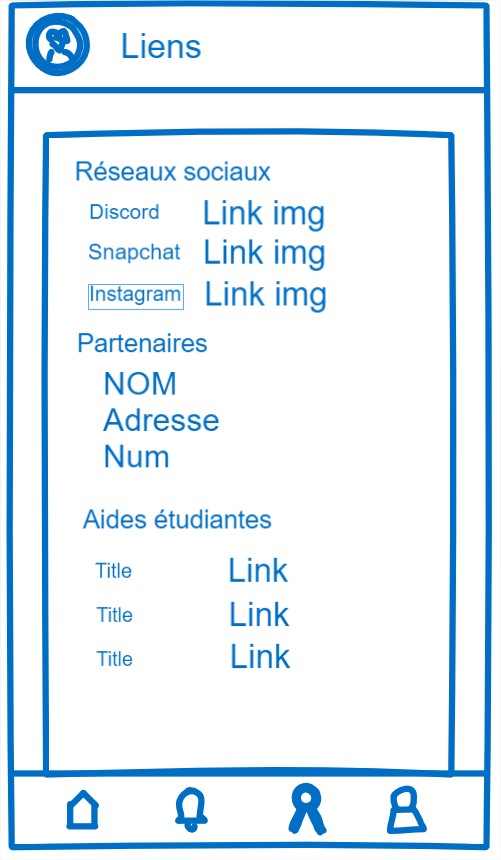 Liens
Réseaux sociaux
Discord Link img
Snapchat Link img
Instagram Link img
Partenaires
NOM
Adresse
Num
Aides étudiantes
Title Link
Title Link
Title Link